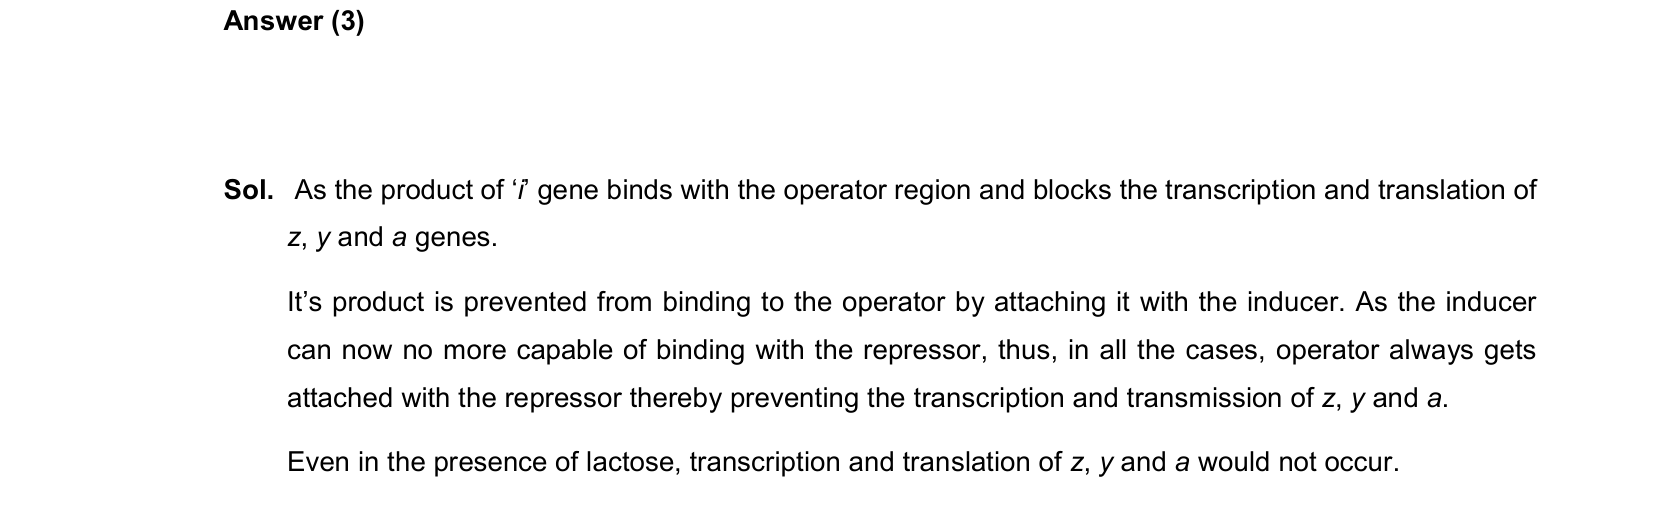 Answer (3)
Sol. As the product of ‘i’ gene binds with the operator region and blocks the transcription and translation of
z, y and a genes.
It’s product is prevented from binding to the operator by attaching it with the inducer. As the inducer
can now no more capable of binding with the repressor, thus, in all the cases, operator always gets
attached with the repressor thereby preventing the transcription and transmission of z, y and a.
Even in the presence of lactose, transcription and translation of z, y and a would not occur.